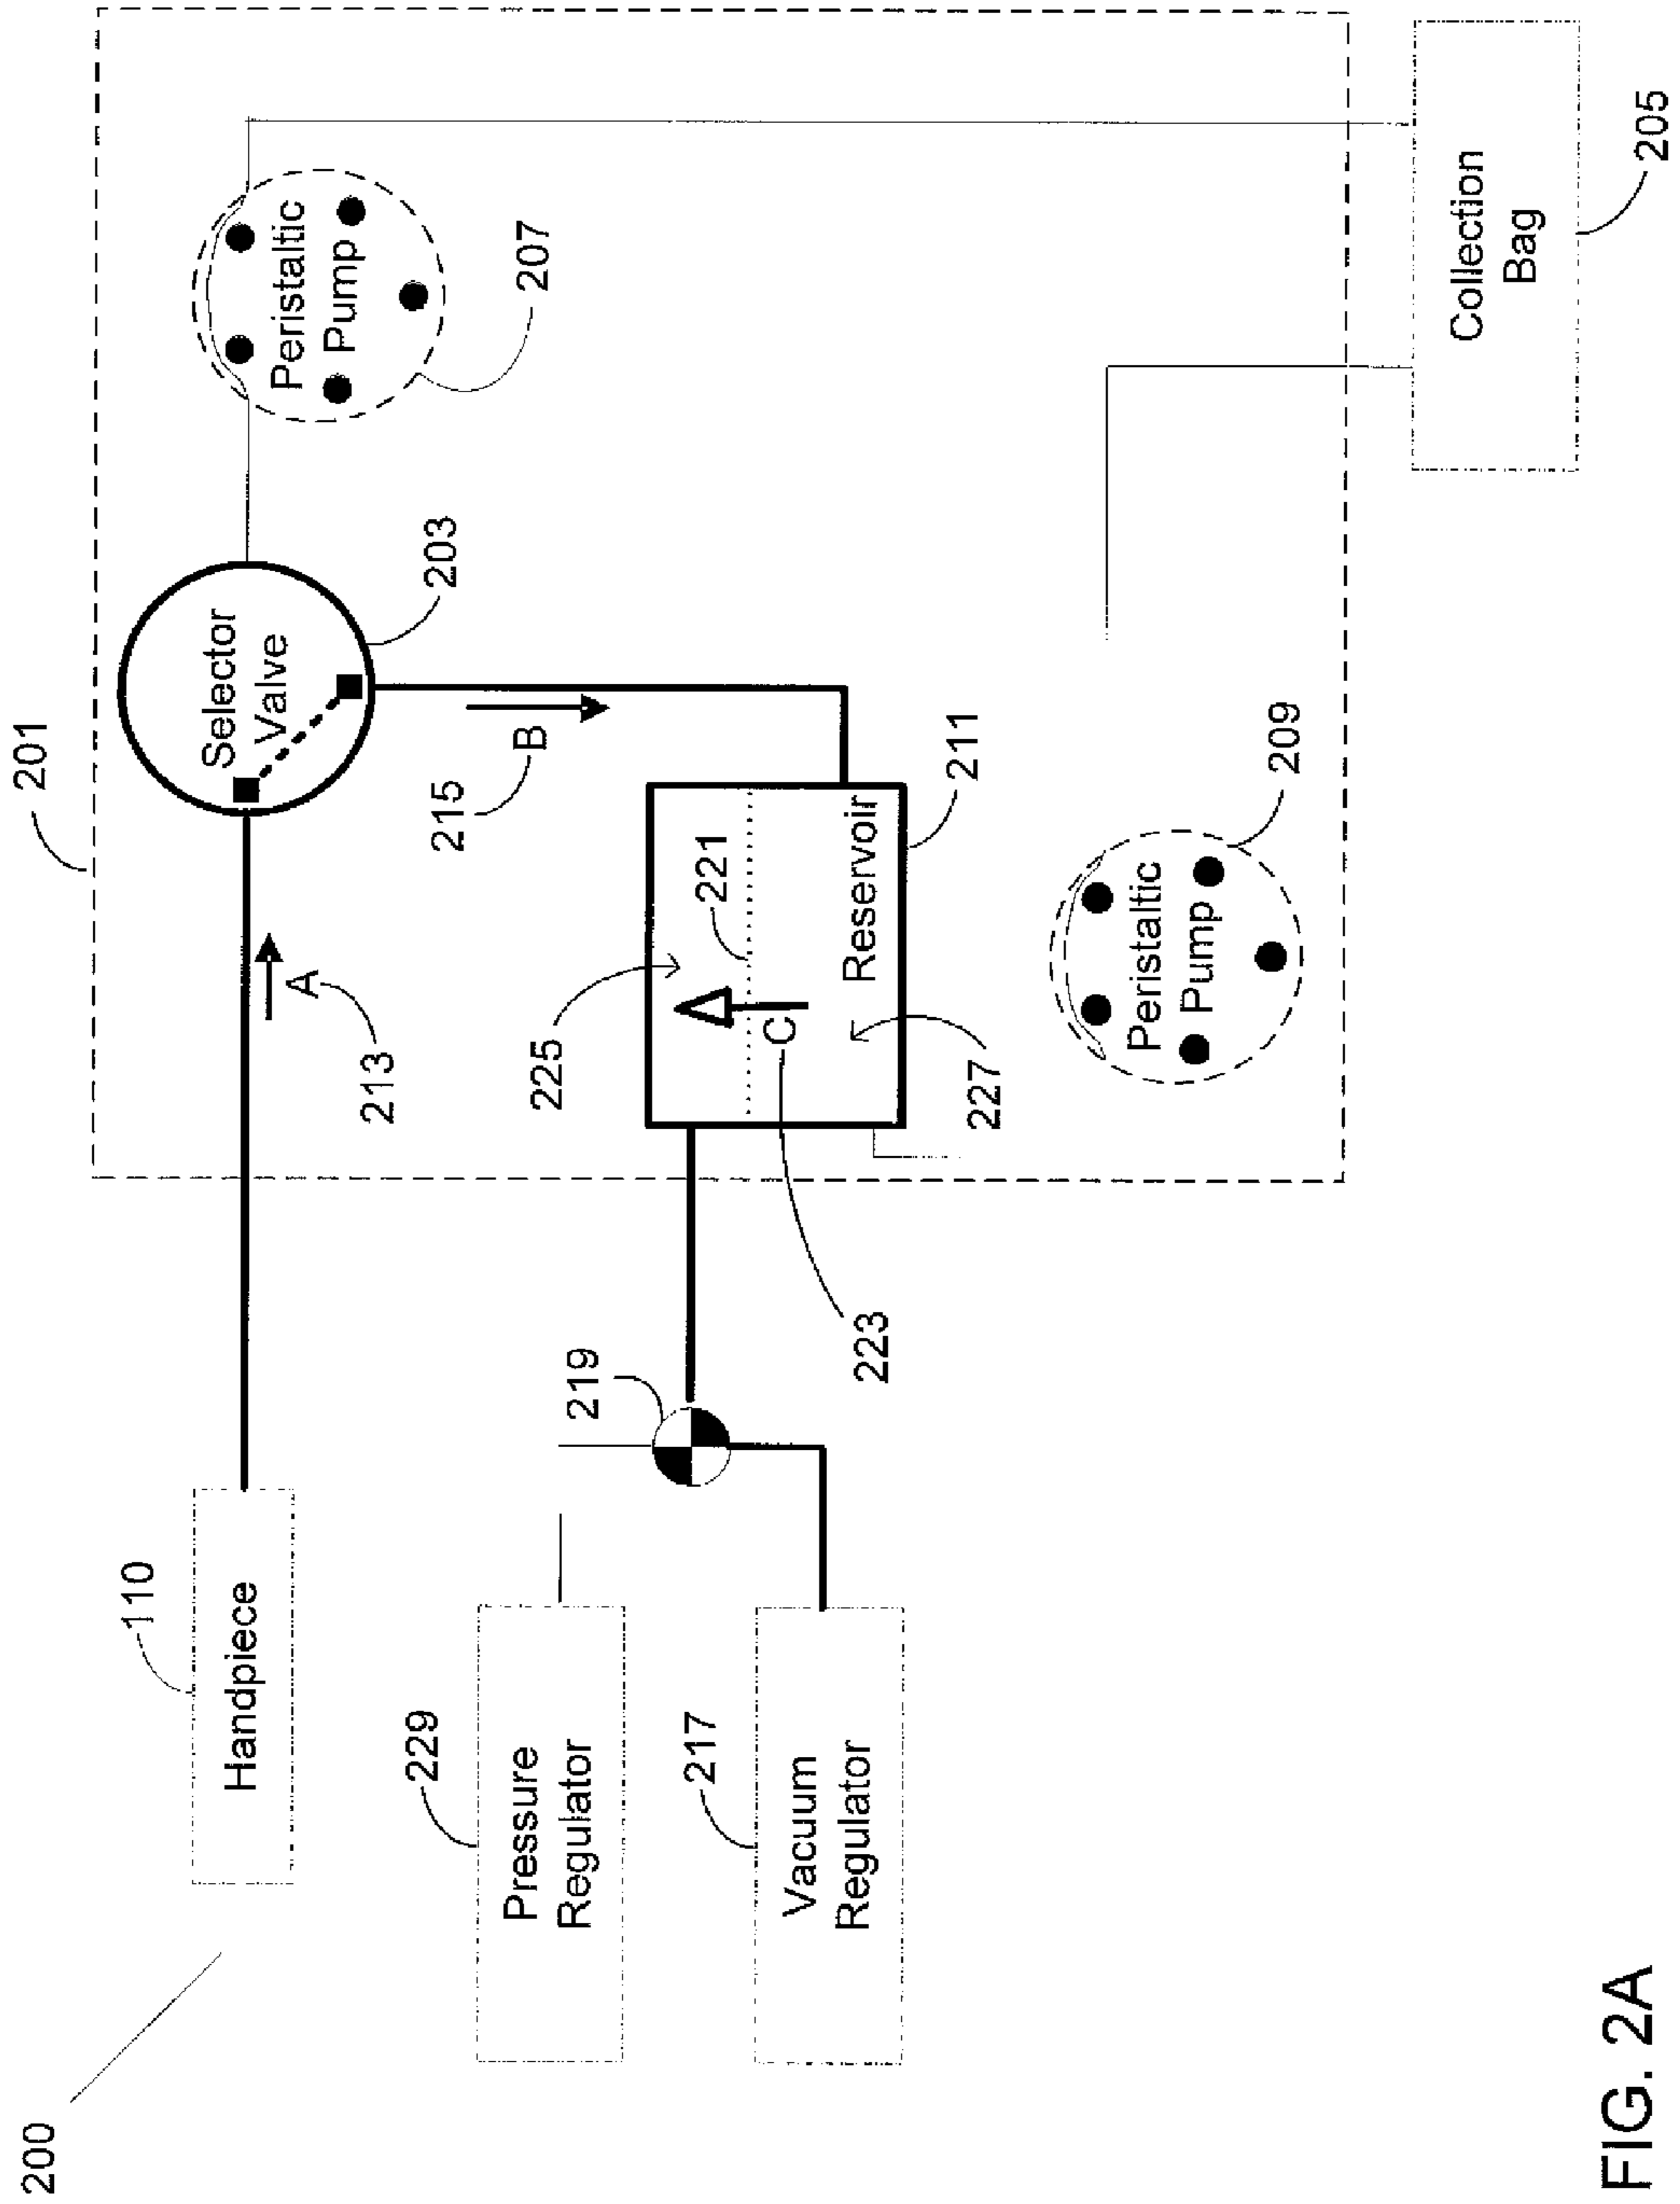 200
110
Handpiece
213
A
201
Selector
Valve
203
Peristaltic
Pump
207
229
Pressure
Regulator
219
225
221
215
B
217
Vacuum
Regulator
223
C
227
Reservoir
211
Peristaltic
Pump
209
Collection
Bag
205
FIG. 2A